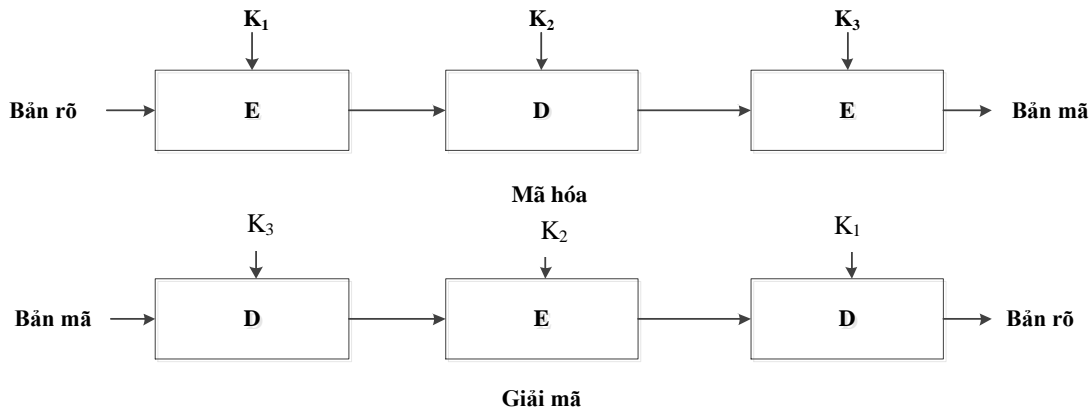 K₁ K₂ K₃
Bản rõ E D E Bản mã
Mã hóa
K₃ K₂ K₁
Bản mã D E D Bản rõ
Giải mã